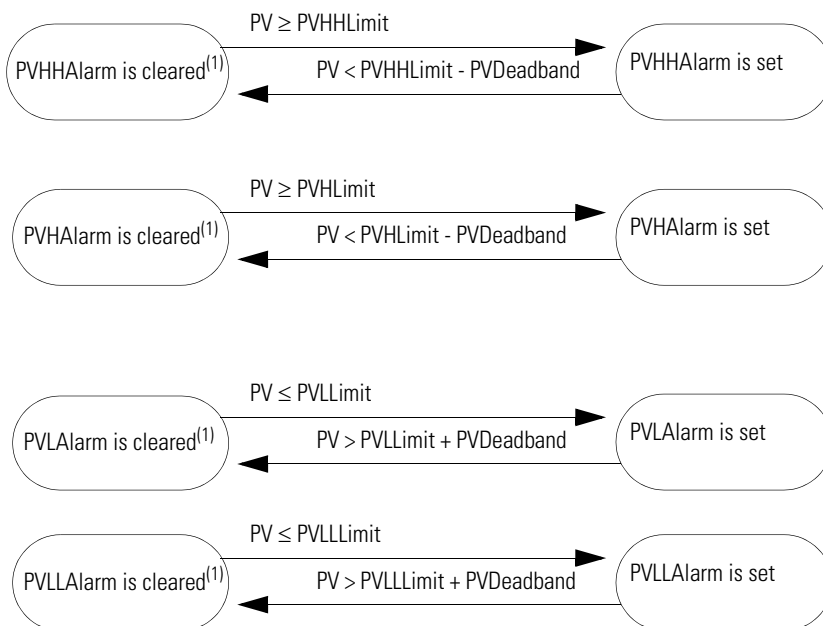 PV ≥ PVHHLimit
PVHHAlarm is cleared(1)
PV < PVHHLimit - PVDeadband
PVHHAlarm is set
PV ≥ PVHLimit
PVHAlarm is cleared(1)
PV < PVHLimit - PVDeadband
PVHAlarm is set
PV ≤ PVLLimit
PVLAlarm is cleared(1)
PV > PVLLimit + PVDeadband
PVLAlarm is set
PV ≤ PVLLLimit
PVLLAlarm is cleared(1)
PV > PVLLLimit + PVDeadband
PVLLAlarm is set